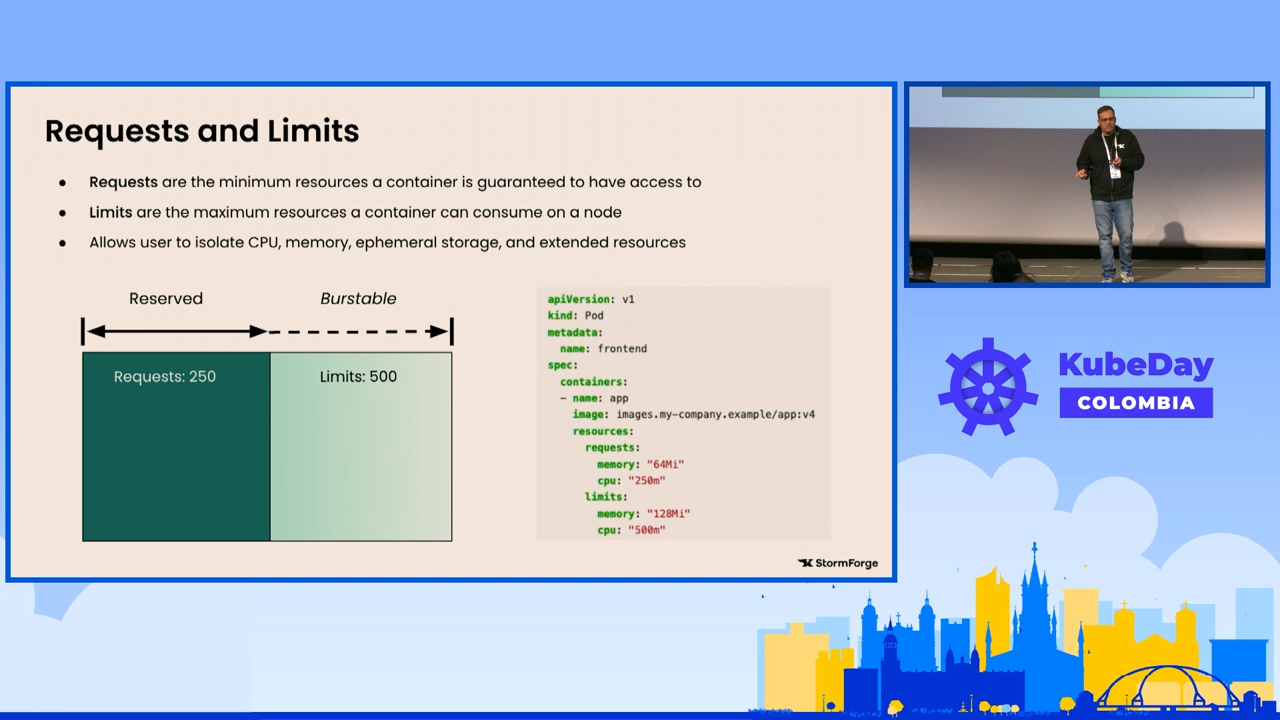 Requests and Limits
● Requests are the minimum resources a container is guaranteed to have access to
● Limits are the maximum resources a container can consume on a node
● Allows user to isolate CPU, memory, ephemeral storage, and extended resources
Reserved
Burstable
Requests: 250
Limits: 500
apiVersion: v1
kind: Pod
metadata:
  name: frontend
spec:
  containers:
  - name: app
    image: images.my-company.example/app:v4
    resources:
      requests:
        memory: "64Mi"
        cpu: "250m"
      limits:
        memory: "128Mi"
        cpu: "500m"
StormForge
KubeDay
COLOMBIA